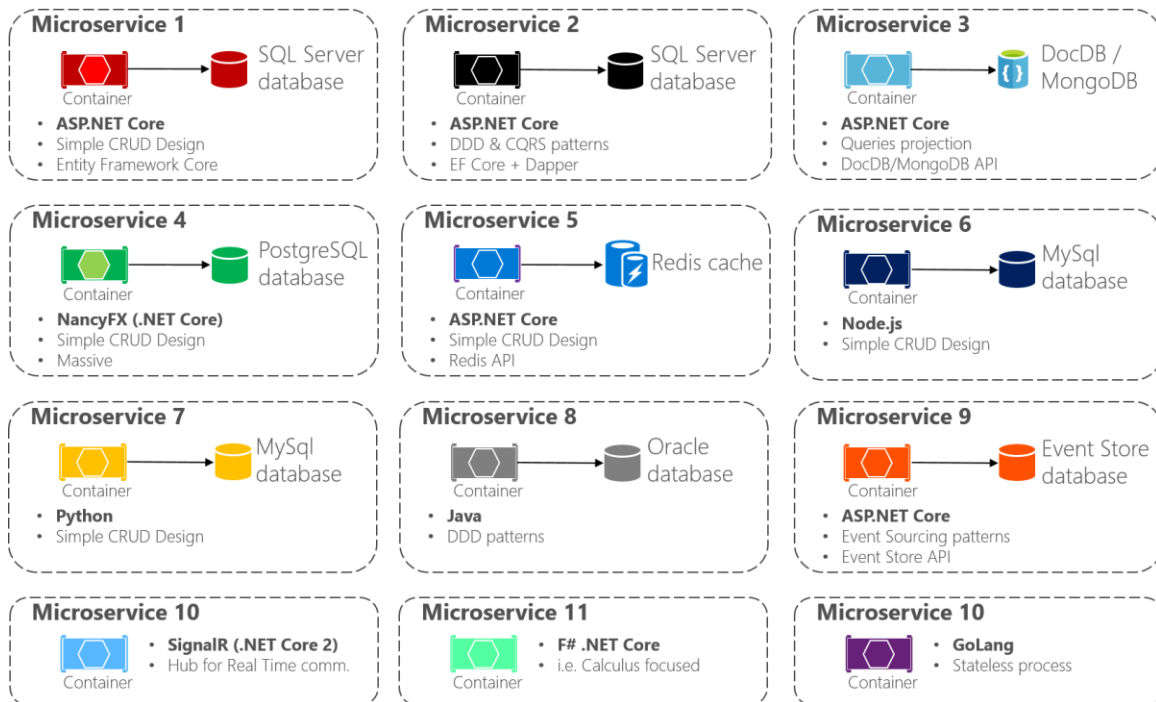 Microservice 1
SQL Server
database
Container
• ASP.NET Core
• Simple CRUD Design
• Entity Framework Core
Microservice 2
SQL Server
database
Container
• ASP.NET Core
• DDD & CQRS patterns
• EF Core + Dapper
Microservice 3
{ }
DocDB /
MongoDB
Container
• ASP.NET Core
• Queries projection
• DocDB/MongoDB API
Microservice 4
PostgreSQL
database
Container
• NancyFX (.NET Core)
• Simple CRUD Design
• Massive
Microservice 5
Redis cache
Container
• ASP.NET Core
• Simple CRUD Design
• Redis API
Microservice 6
MySql
database
Container
• Node.js
• Simple CRUD Design
Microservice 7
MySql
database
Container
• Python
• Simple CRUD Design
Microservice 8
Oracle
database
Container
• Java
• DDD patterns
Microservice 9
Event Store
database
Container
• ASP.NET Core
• Event Sourcing patterns
• Event Store API
Microservice 10
Container
• SignalR (.NET Core 2)
• Hub for Real Time comm.
Microservice 11
Container
• F# .NET Core
• i.e. Calculus focused
Microservice 10
Container
• GoLang
• Stateless process